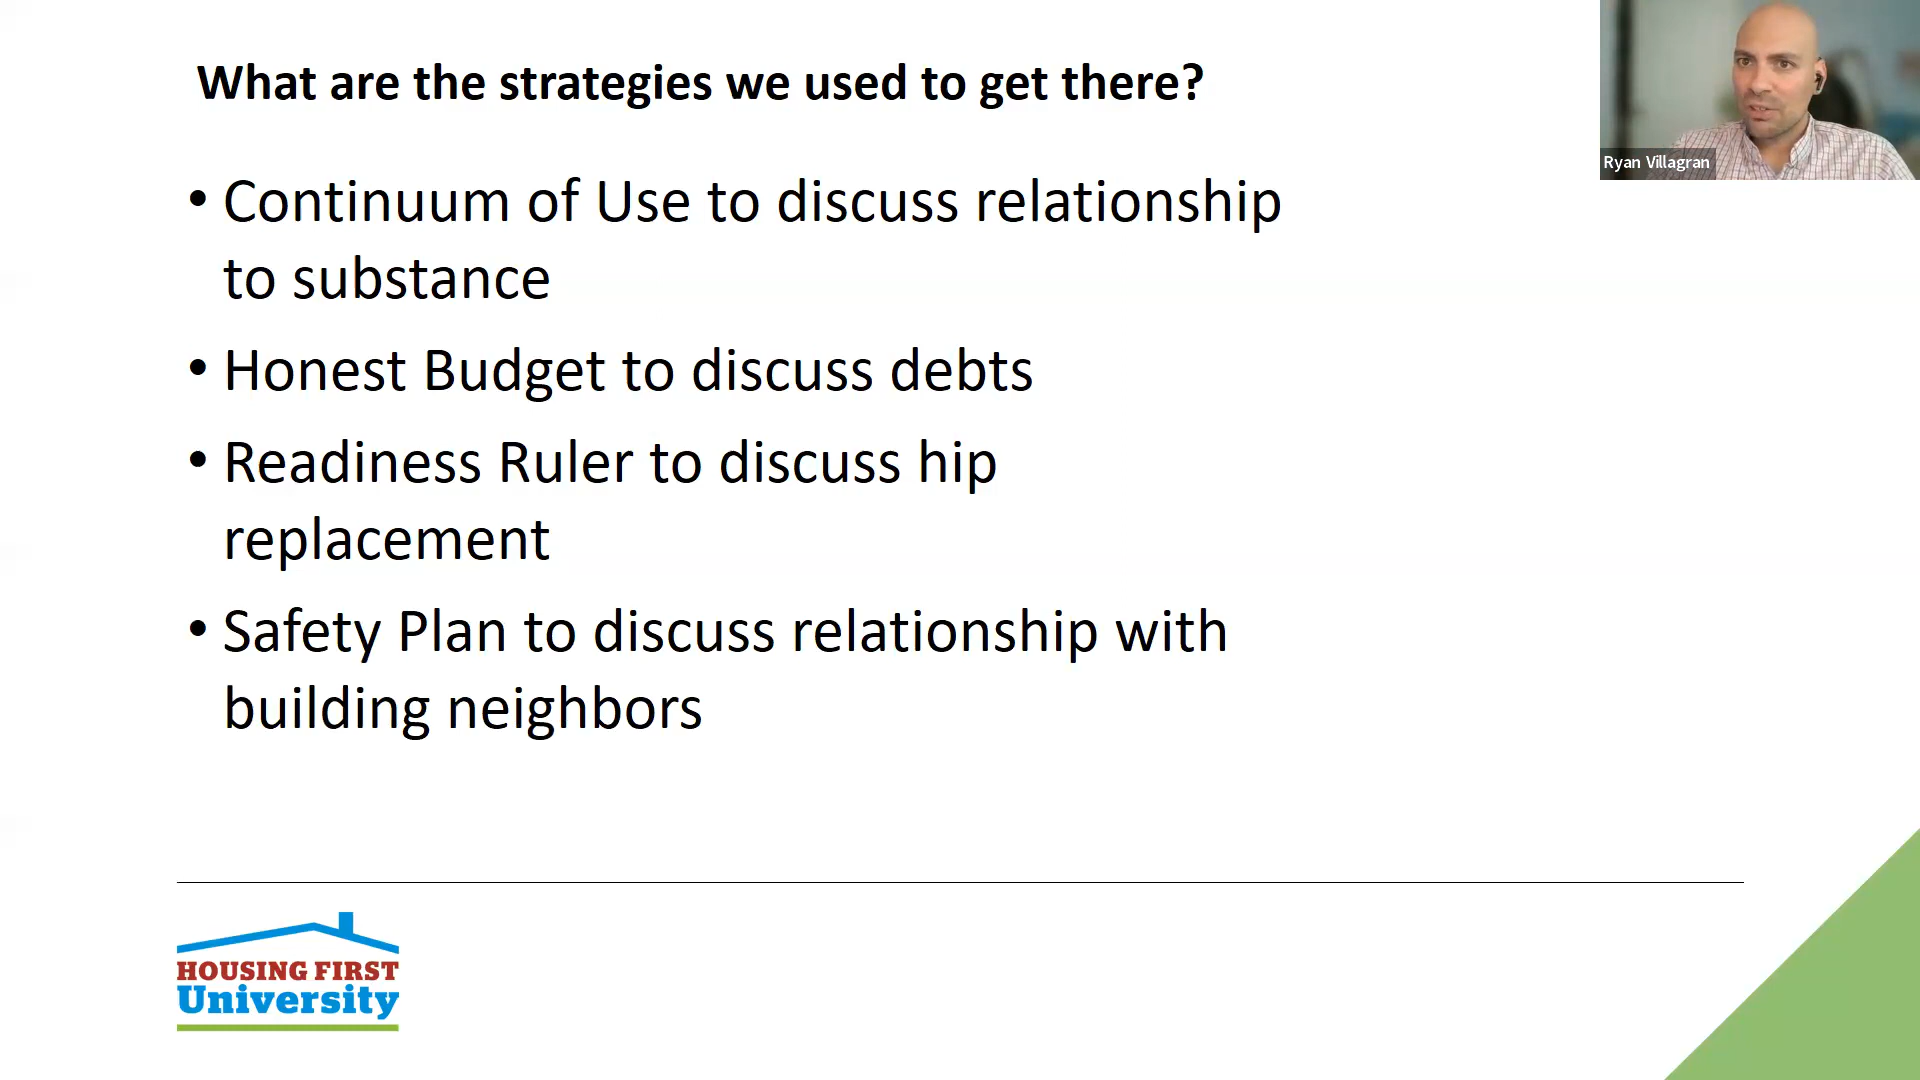 What are the strategies we used to get there?
Ryan Villagran
• Continuum of Use to discuss relationship
to substance
• Honest Budget to discuss debts
• Readiness Ruler to discuss hip
replacement
• Safety Plan to discuss relationship with
building neighbors
HOUSING FIRST
University